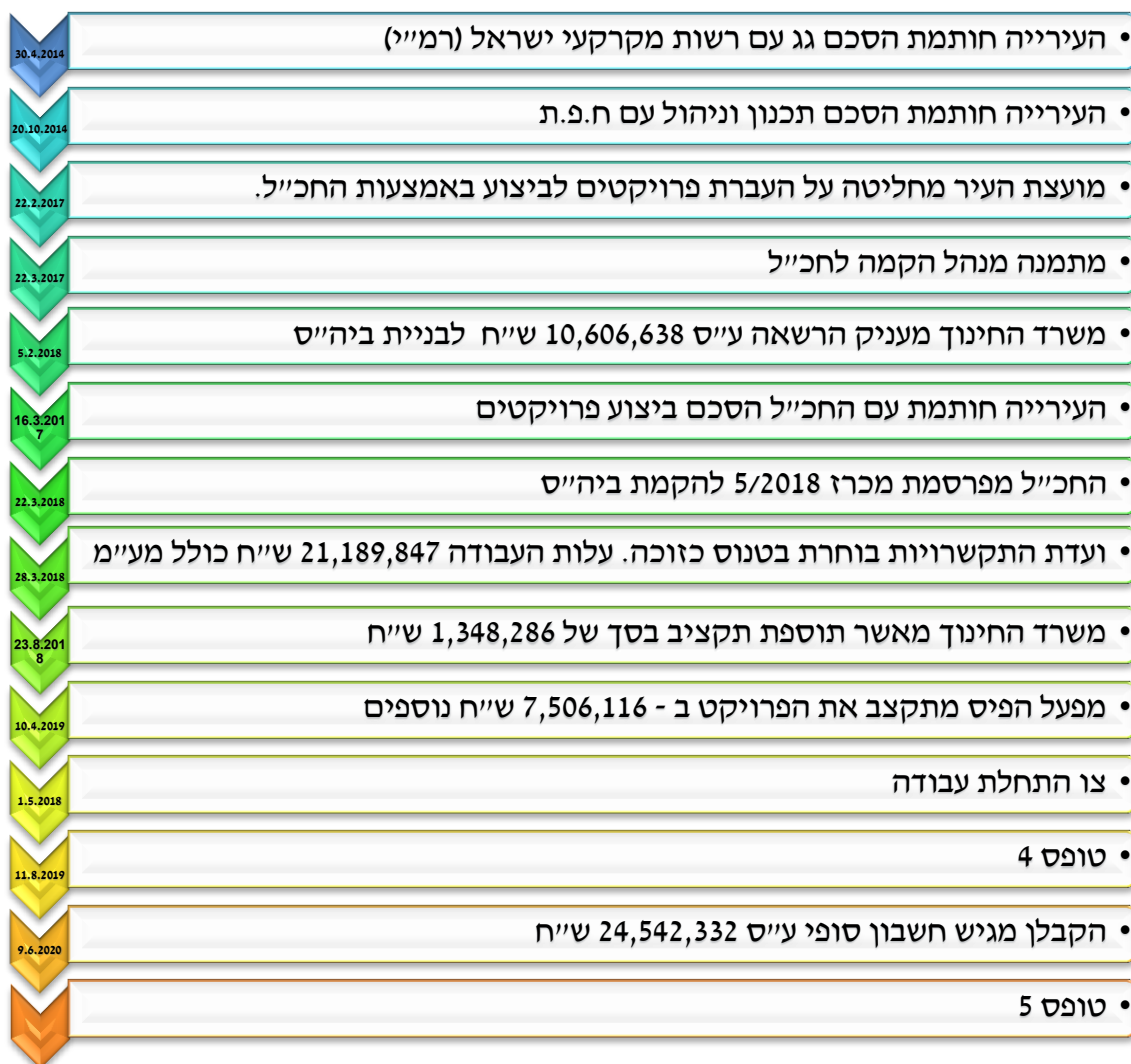 30.4.2014
• העירייה חותמת הסכם גג עם רשות מקרקעי ישראל (רמ״י)
20.10.2014
• העירייה חותמת הסכם תכנון וניהול עם ח.פ.ת
22.2.2017
• מועצת העיר מחליטה על העברת פרויקטים לביצוע באמצעות החכ״ל.
22.3.2017
• מתמנה מנהל הקמה לחכ״ל
5.2.2018
• משרד החינוך מעניק הרשאה ע״ס 10,606,638 ש״ח לבניית ביה״ס
16.3.201
7
• העירייה חותמת עם החכ״ל הסכם ביצוע פרויקטים
22.3.2018
• החכ״ל מפרסמת מכרז 5/2018 להקמת ביה״ס
28.3.2018
• ועדת התקשרויות בוחרת בטנוס כזוכה. עלות העבודה 21,189,847 ש״ח כולל מע״מ
23.8.201
8
• משרד החינוך מאשר תוספת תקציב בסך של 1,348,286 ש״ח
10.4.2019
• מפעל הפיס מתקצב את הפרויקט ב - 7,506,116 ש״ח נוספים
1.5.2018
• צו התחלת עבודה
11.8.2019
• טופס 4
9.6.2020
• הקבלן מגיש חשבון סופי ע״ס 24,542,332 ש״ח
• טופס 5